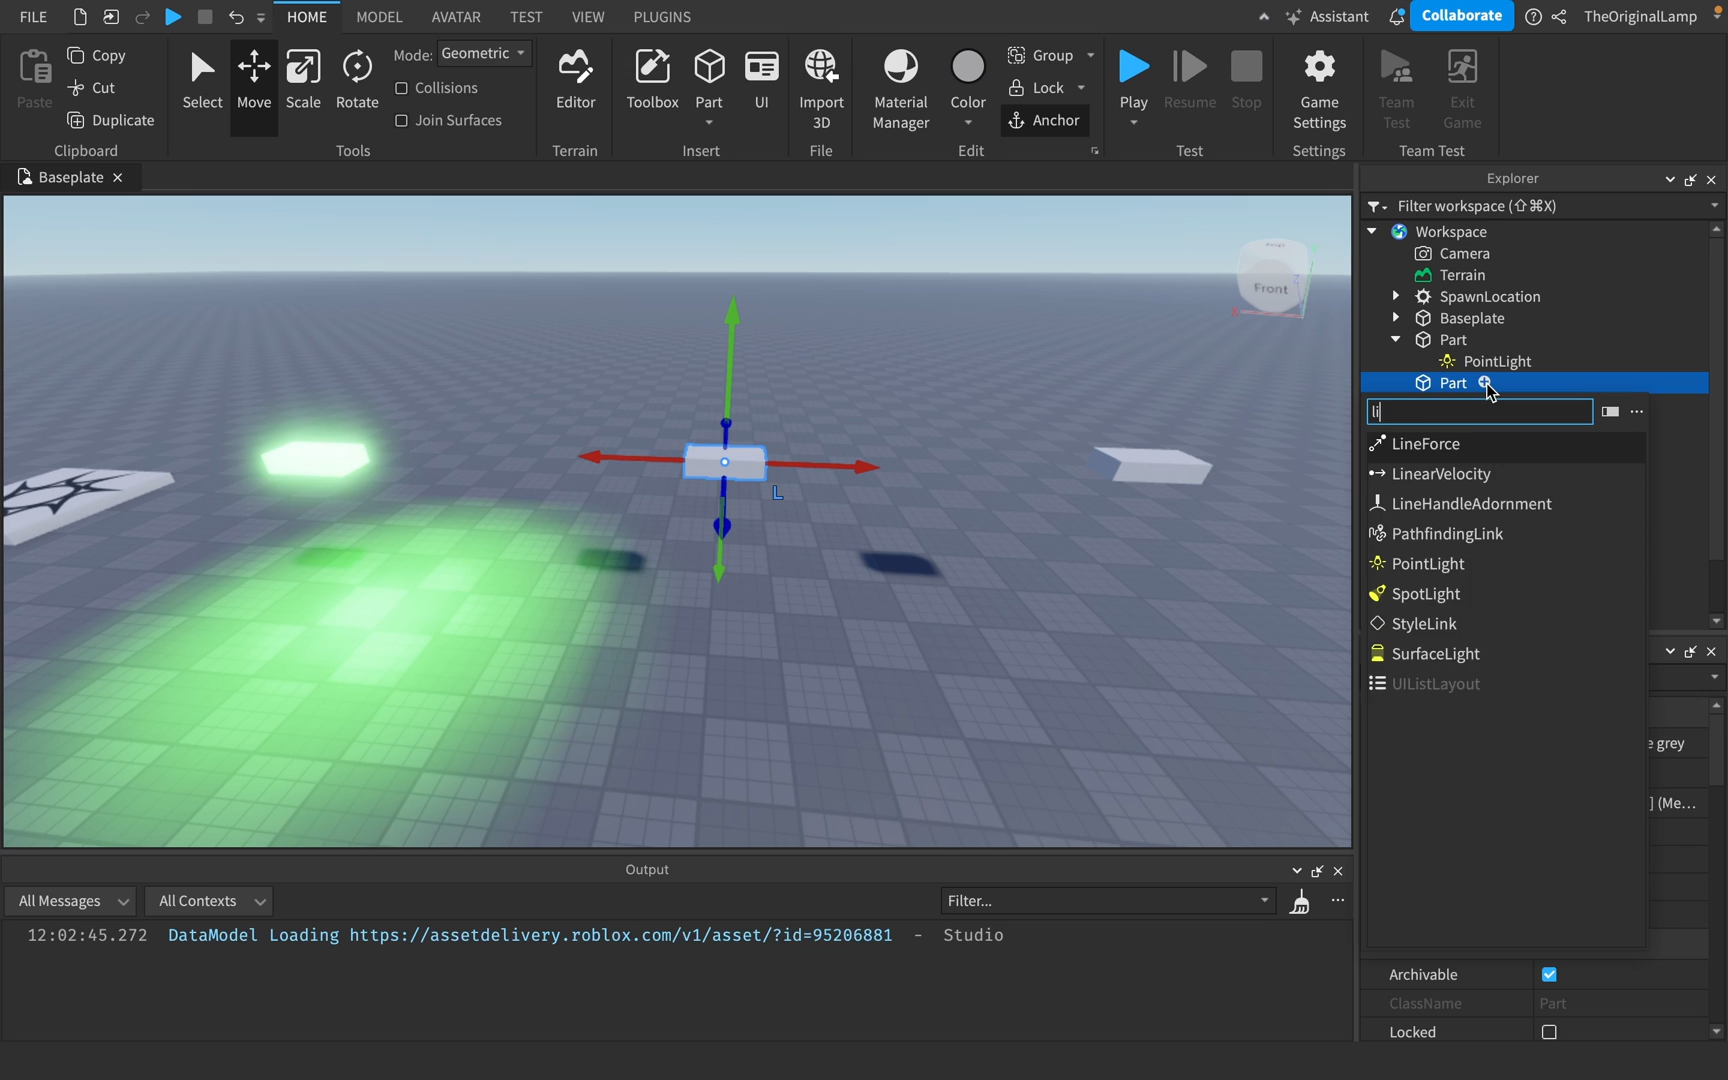 FILE HOME MODEL AVATAR TEST VIEW PLUGINS Assistant Collaborate TheOriginalLamp
Paste Copy Cut Duplicate
Clipboard
Select Move Scale Rotate
Mode: Geometric
Collisions
Join Surfaces
Tools
Editor
Terrain
Toolbox Part UI
Insert
Import
3D
File
Material
Manager
Color
Group
Lock
Anchor
Edit
Play Resume Stop
Test
Game
Settings
Settings
Team
Test
Exit
Game
Team Test
Baseplate
Front
L
Explorer
Filter workspace (⇧⌘X)
Workspace
Camera
Terrain
SpawnLocation
Baseplate
Part
PointLight
Part
li
LineForce
LinearVelocity
LineHandleAdornment
PathfindingLink
PointLight
SpotLight
StyleLink
SurfaceLight
UIListLayout
e grey
] (Me...
Archivable
ClassName Part
Locked
Output
All Messages All Contexts Filter...
12:02:45.272 DataModel Loading https://assetdelivery.roblox.com/v1/asset/?id=95206881 - Studio